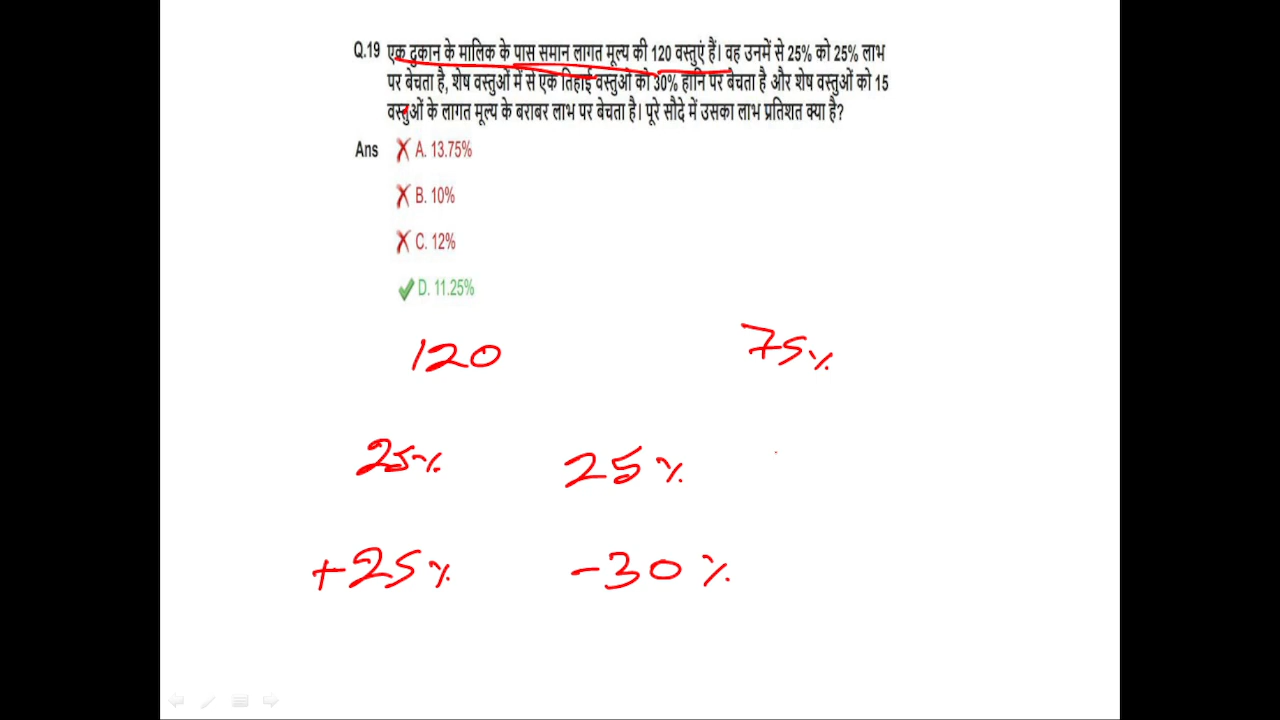 Q.19 एक दुकान के मालिक के पास समान लागत मूल्य की 120 वस्तुएं हैं। वह उनमें से 25% को 25% लाभ
पर बेचता है, शेष वस्तुओं में से एक तिहाई वस्तुओं को 30% हानि पर बेचता है और शेष वस्तुओं को 15
वस्तुओं के लागत मूल्य के बराबर लाभ पर बेचता है। पूरे सौदे में उसका लाभ प्रतिशत क्या है?
Ans A. 13.75%
B. 10%
C. 12%
D. 11.25%
120 75%
25% 25%
+25% -30%